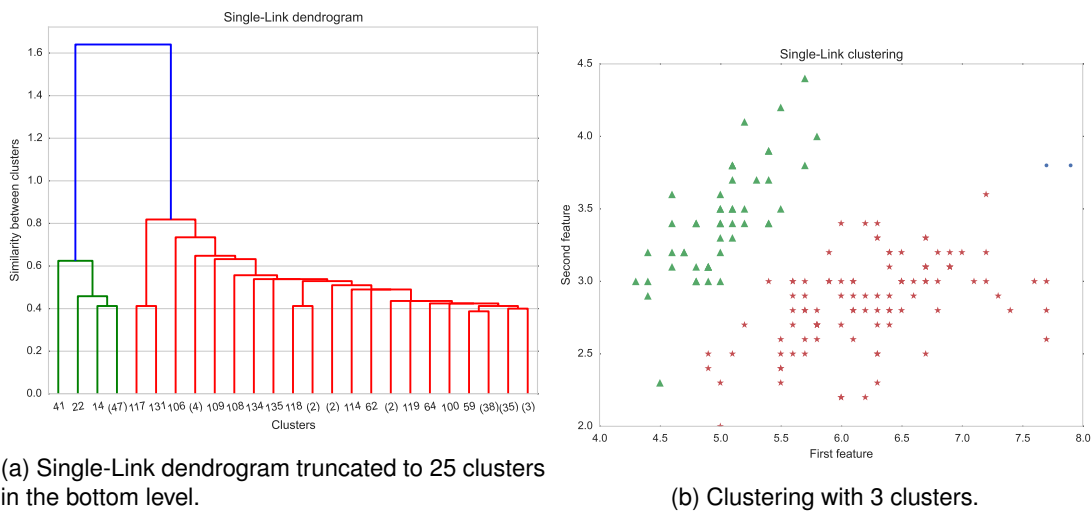 Single-Link dendrogram
Similarity between clusters
1.6
1.4
1.2
1.0
0.8
0.6
0.4
0.2
0.0
41 22 14 (47) 117 131 106 (4) 109 108 134 135 118 (2) (2) 114 62 (2) 119 64 100 59 (38) (35) (3)
Clusters
(a) Single-Link dendrogram truncated to 25 clusters
in the bottom level.
Single-Link clustering
Second feature
4.5
4.0
3.5
3.0
2.5
2.0
4.0 4.5 5.0 5.5 6.0 6.5 7.0 7.5 8.0
First feature
(b) Clustering with 3 clusters.